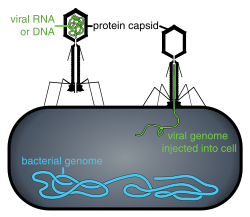 viral RNA
or DNA
protein capsid
viral genome
injected into cell
bacterial genome